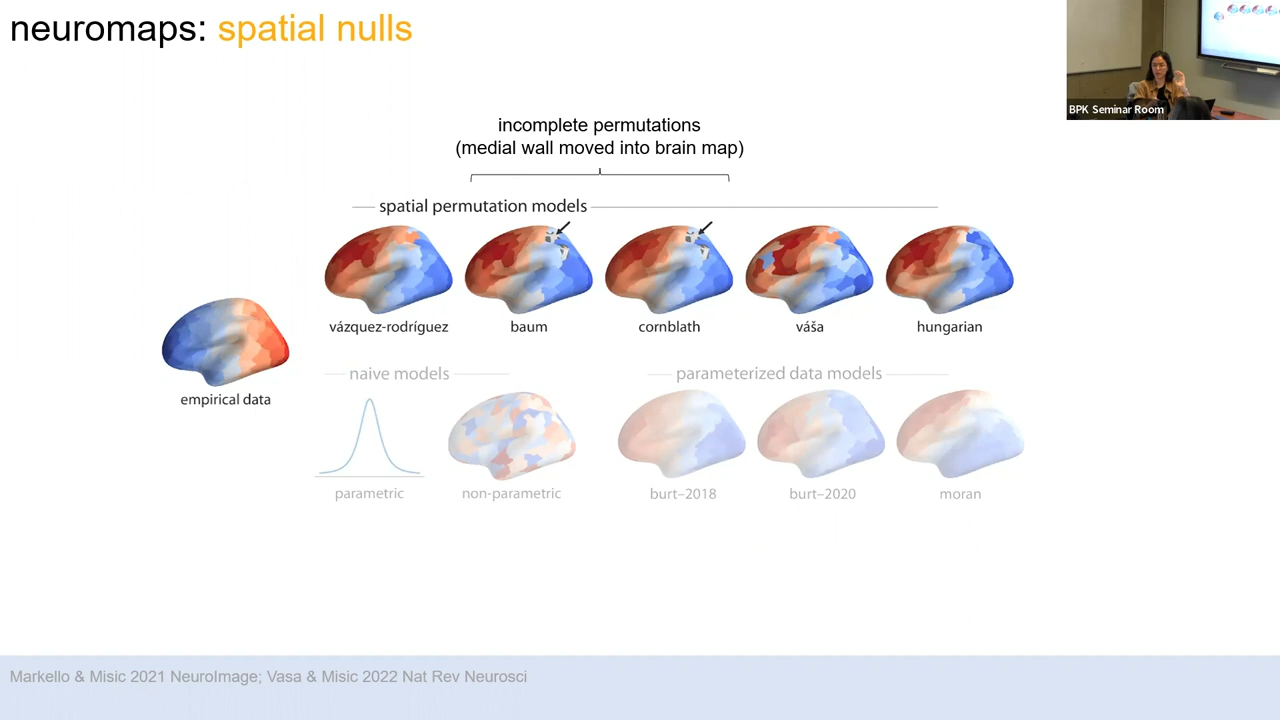 neuromaps: spatial nulls
BPK Seminar Room
incomplete permutations
(medial wall moved into brain map)
spatial permutation models
vázquez-rodríguez
baum
cornblath
váša
hungarian
empirical data
naive models
parameterized data models
parametric
non-parametric
burt–2018
burt–2020
moran
Markello & Misic 2021 NeuroImage; Vasa & Misic 2022 Nat Rev Neurosci